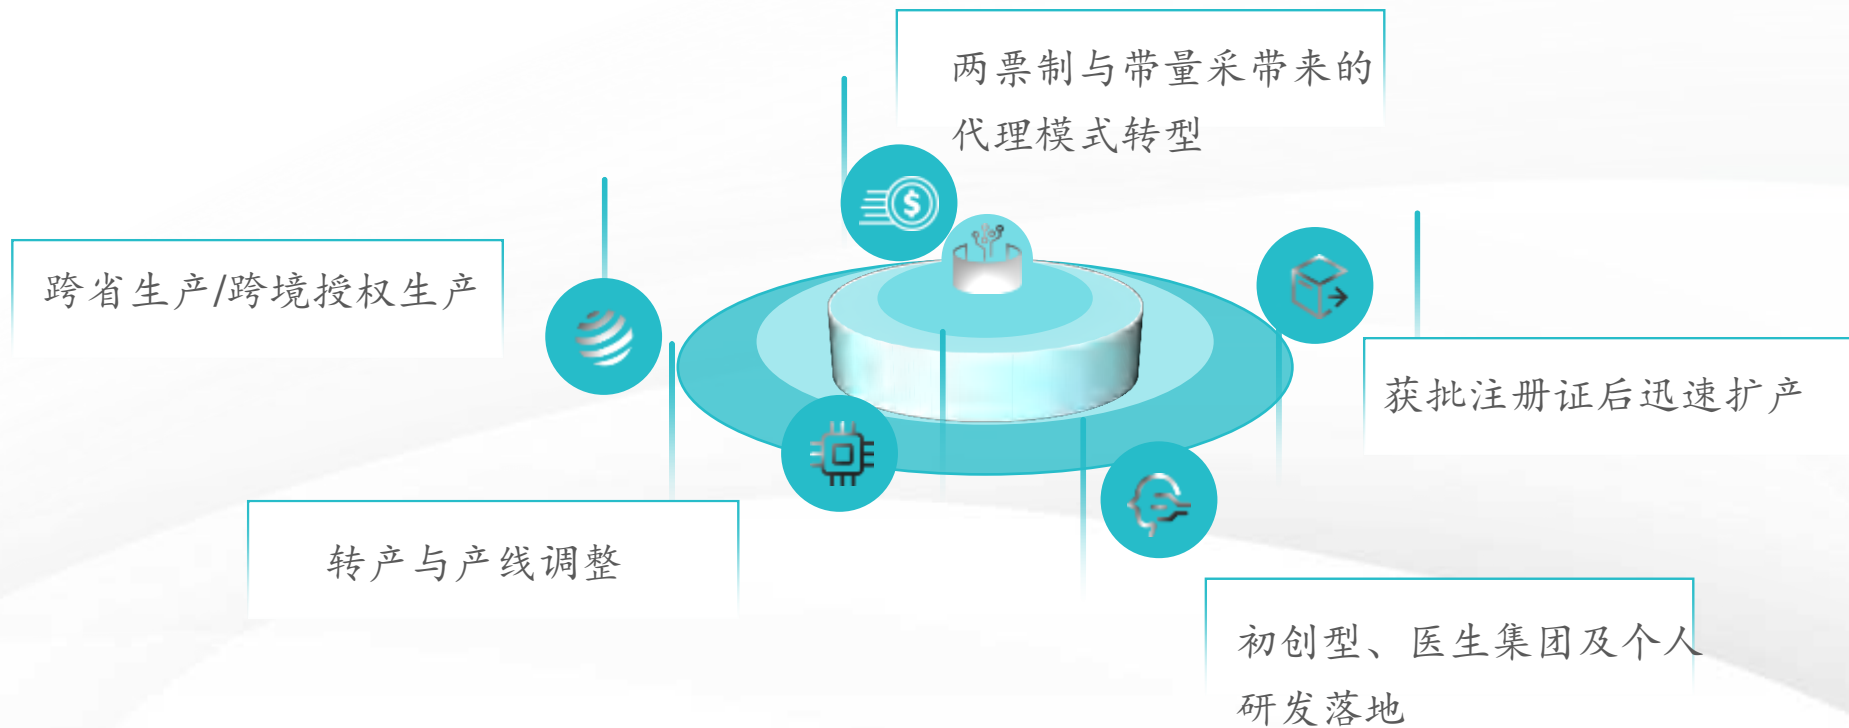 两票制与带量采带来的
代理模式转型
跨省生产/跨境授权生产
获批注册证后迅速扩产
转产与产线调整
初创型、医生集团及个人
研发落地